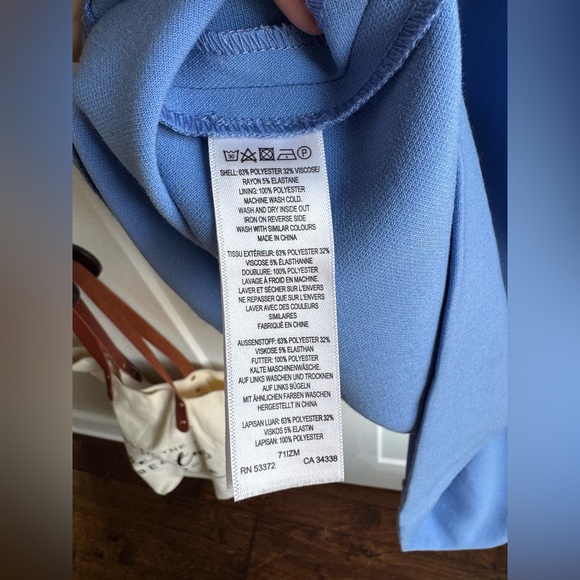 SHELL: 63% POLYESTER 32% VISCOSE/
RAYON 5% ELASTANE.
LINING: 100% POLYESTER
MACHINE WASH COLD.
WASH AND DRY INSIDE OUT
IRON ON REVERSE SIDE
WASH WITH SIMILAR COLOURS
MADE IN CHINA
TISSU EXTÉRIEUR: 63% POLYESTER 32%
VISCOSE 5% ÉLASTHANNE
DOUBLURE: 100% POLYESTER
LAVAGE À FROID EN MACHINE.
LAVER ET SÉCHER SUR L'ENVERS
NE REPASSER QUE SUR L'ENVERS
LAVER AVEC DES COULEURS
SIMILAIRES
FABRIQUÉ EN CHINE
AUSSENSTOFF: 63% POLYESTER 32%
VISKOSE 5% ELASTHAN
FUTTER: 100% POLYESTER
KALTE MASCHINENWÄSCHE.
AUF LINKS WASCHEN UND TROCKNEN
AUF LINKS BÜGELN
MIT ÄHNLICHEN FARBEN WASCHEN
HERGESTELLT IN CHINA
LAPISAN LUAR: 63% POLYESTER 32%
VISKOS 5% ELASTIN
LAPISAN: 100% POLYESTER
71IZM
RN 53372 CA 34338